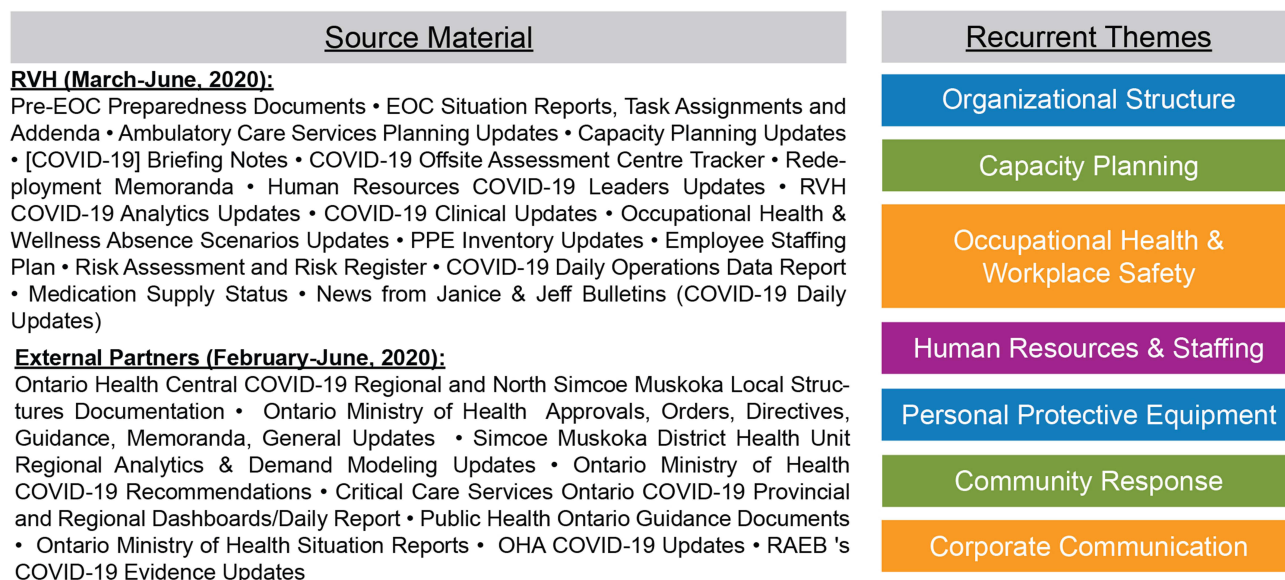 Source Material
RVH (March-June, 2020):
Pre-EOC Preparedness Documents • EOC Situation Reports, Task Assignments and
Addenda • Ambulatory Care Services Planning Updates • Capacity Planning Updates
• [COVID-19] Briefing Notes • COVID-19 Offsite Assessment Centre Tracker • Rede-
ployment Memoranda • Human Resources COVID-19 Leaders Updates • RVH
COVID-19 Analytics Updates • COVID-19 Clinical Updates • Occupational Health &
Wellness Absence Scenarios Updates • PPE Inventory Updates • Employee Staffing
Plan • Risk Assessment and Risk Register • COVID-19 Daily Operations Data Report
• Medication Supply Status • News from Janice & Jeff Bulletins (COVID-19 Daily
Updates)
External Partners (February-June, 2020):
Ontario Health Central COVID-19 Regional and North Simcoe Muskoka Local Struc-
tures Documentation • Ontario Ministry of Health Approvals, Orders, Directives,
Guidance, Memoranda, General Updates • Simcoe Muskoka District Health Unit
Regional Analytics & Demand Modeling Updates • Ontario Ministry of Health
COVID-19 Recommendations • Critical Care Services Ontario COVID-19 Provincial
and Regional Dashboards/Daily Report • Public Health Ontario Guidance Documents
• Ontario Ministry of Health Situation Reports • OHA COVID-19 Updates • RAEB 's
COVID-19 Evidence Updates
Recurrent Themes
Organizational Structure
Capacity Planning
Occupational Health &
Workplace Safety
Human Resources & Staffing
Personal Protective Equipment
Community Response
Corporate Communication